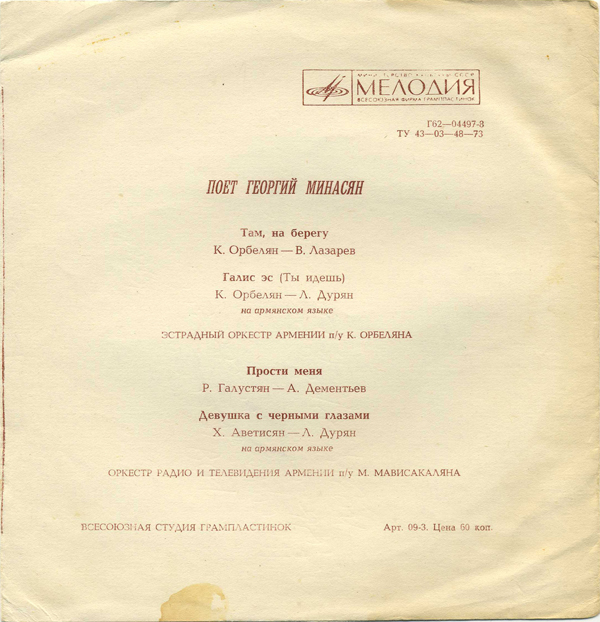 МИНИСТЕРСТВО КУЛЬТУРЫ СССР
МЕЛОДИЯ
ВСЕСОЮЗНАЯ ФИРМА ГРАМПЛАСТИНОК
Г62—04497-8
ТУ 43—03—48—73
ПОЕТ ГЕОРГИЙ МИНАСЯН
Там, на берегу
К. Орбелян — В. Лазарев
Галис эс (Ты идешь)
К. Орбелян — Л. Дурян
на армянском языке
ЭСТРАДНЫЙ ОРКЕСТР АРМЕНИИ п/у К. ОРБЕЛЯНА
Прости меня
Р. Галустян — А. Дементьев
Девушка с черными глазами
Х. Аветисян — Л. Дурян
на армянском языке
ОРКЕСТР РАДИО И ТЕЛЕВИДЕНИЯ АРМЕНИИ п/у М. МАВИСАКАЛЯНА
ВСЕСОЮЗНАЯ СТУДИЯ ГРАМПЛАСТИНОК
Арт. 09-3. Цена 60 коп.